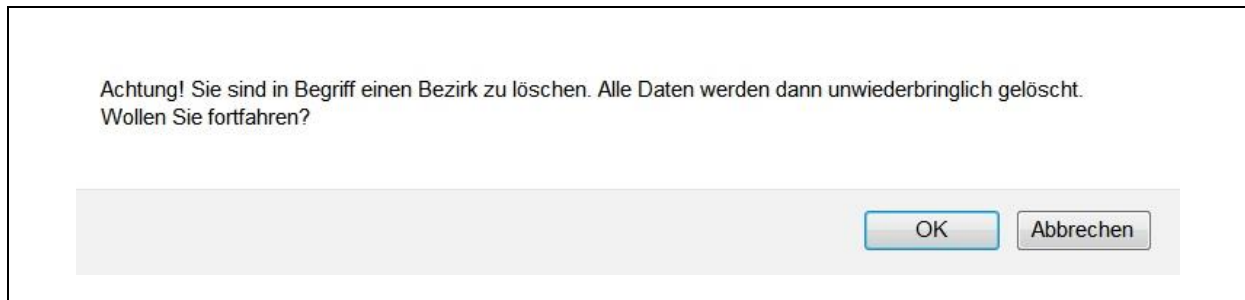 Achtung! Sie sind in Begriff einen Bezirk zu löschen. Alle Daten werden dann unwiederbringlich gelöscht.
Wollen Sie fortfahren?
OK Abbrechen